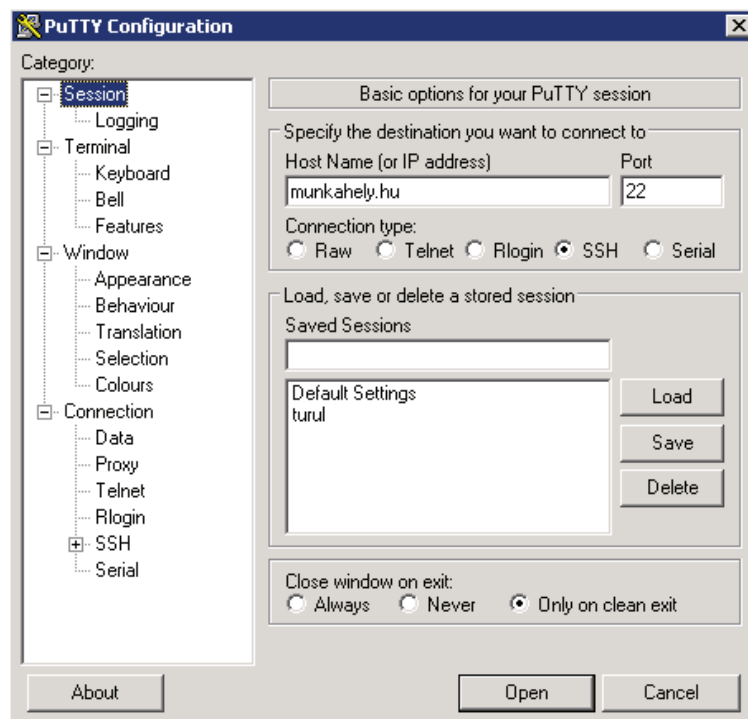 PuTTY Configuration
Category:
Session
Logging
Terminal
Keyboard
Bell
Features
Window
Appearance
Behaviour
Translation
Selection
Colours
Connection
Data
Proxy
Telnet
Rlogin
SSH
Serial
Basic options for your PuTTY session
Specify the destination you want to connect to
Host Name (or IP address) Port
munkahely.hu 22
Connection type:
Raw Telnet Rlogin SSH Serial
Load, save or delete a stored session
Saved Sessions
Default Settings
turul
Load
Save
Delete
Close window on exit:
Always Never Only on clean exit
About Open Cancel